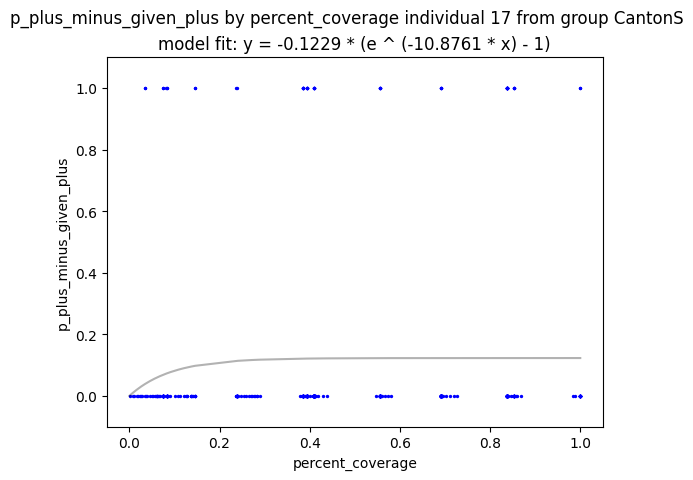 p_plus_minus_given_plus by percent_coverage individual 17 from group CantonS
model fit: y = -0.1229 * (e ^ (-10.8761 * x) - 1)
1.0
0.8
0.6
0.4
0.2
0.0
p_plus_minus_given_plus
0.0 0.2 0.4 0.6 0.8 1.0
percent_coverage